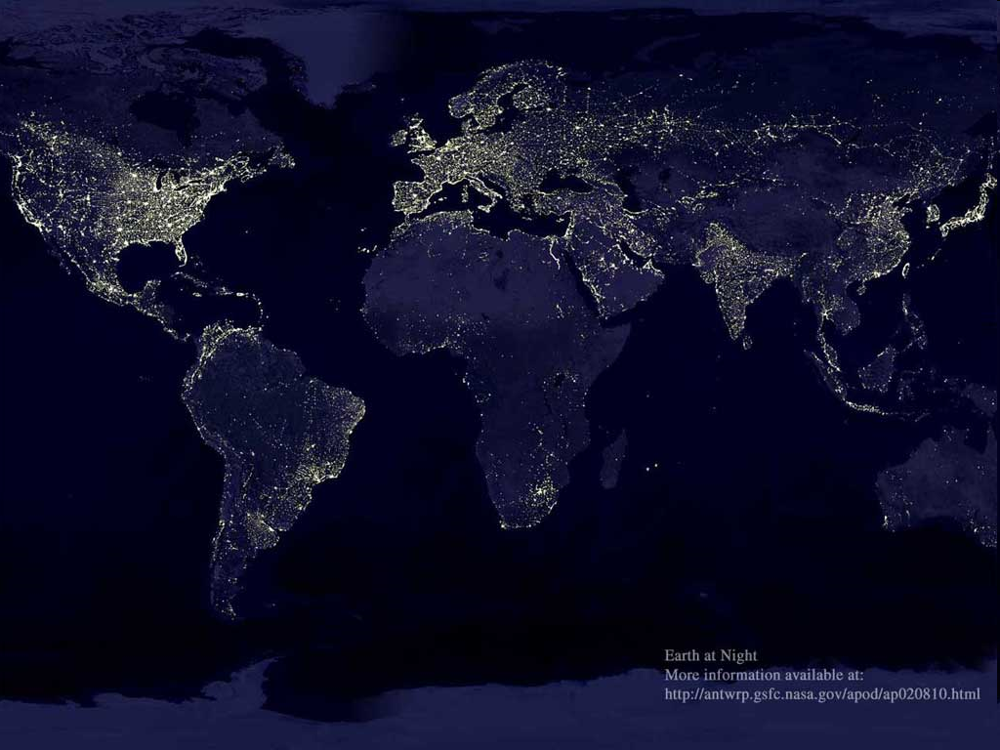 Earth at Night
More information available at:
http://antwrp.gsfc.nasa.gov/apod/ap020810.html